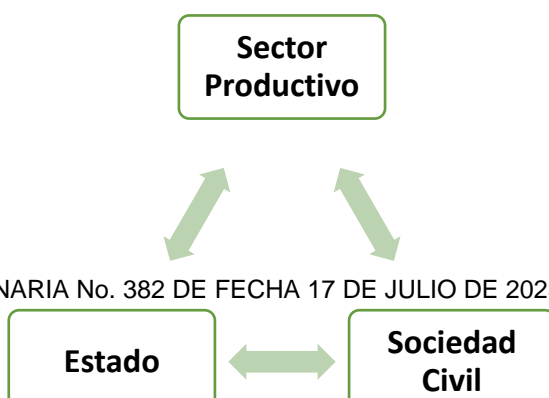 Sector
Productivo
NARIA No. 382 DE FECHA 17 DE JULIO DE 202
Estado
Sociedad
Civil